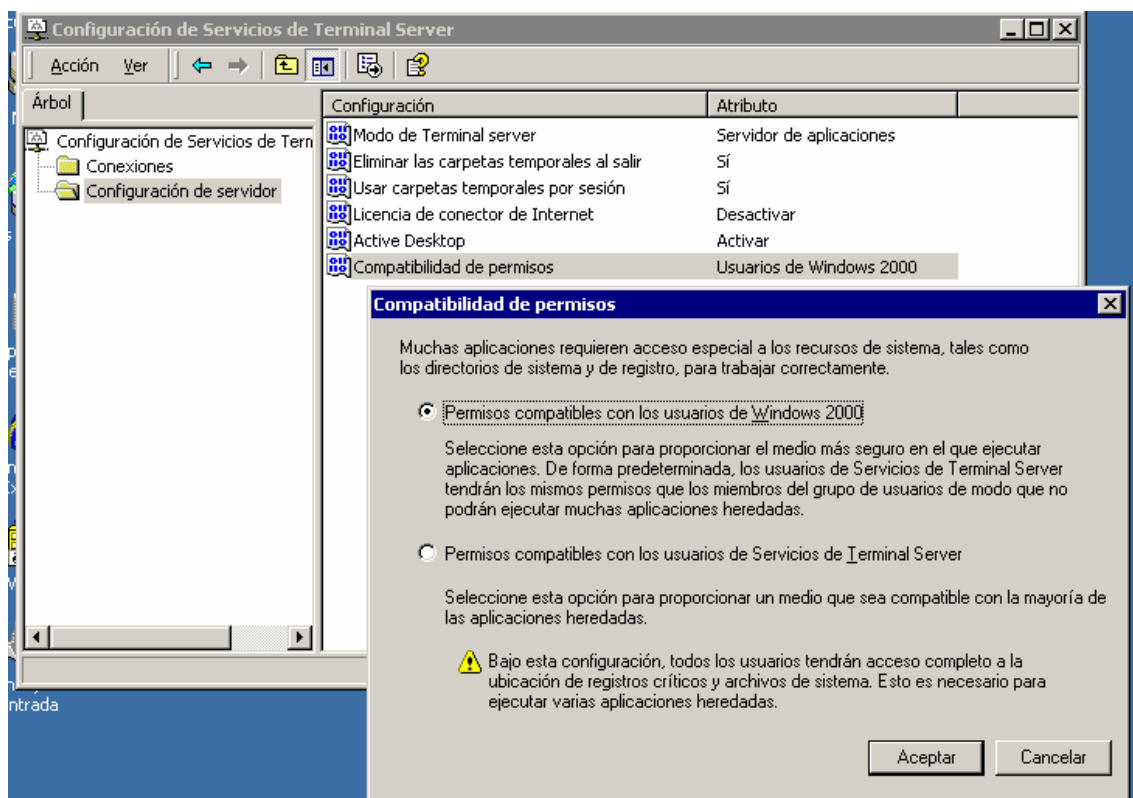 Configuración de Servicios de Terminal Server
Acción Ver
Árbol
Configuración de Servicios de Tern
Conexiones
Configuración de servidor
Configuración Atributo
Modo de Terminal server Servidor de aplicaciones
Eliminar las carpetas temporales al salir Sí
Usar carpetas temporales por sesión Sí
Licencia de conector de Internet Desactivar
Active Desktop Activar
Compatibilidad de permisos Usuarios de Windows 2000
Compatibilidad de permisos
Muchas aplicaciones requieren acceso especial a los recursos de sistema, tales como
los directorios de sistema y de registro, para trabajar correctamente.
Permisos compatibles con los usuarios de Windows 2000
Seleccione esta opción para proporcionar el medio más seguro en el que ejecutar
aplicaciones. De forma predeterminada, los usuarios de Servicios de Terminal Server
tendrán los mismos permisos que los miembros del grupo de usuarios de modo que no
podrán ejecutar muchas aplicaciones heredadas.
Permisos compatibles con los usuarios de Servicios de Terminal Server
Seleccione esta opción para proporcionar un medio que sea compatible con la mayoría de
las aplicaciones heredadas.
Bajo esta configuración, todos los usuarios tendrán acceso completo a la
ubicación de registros críticos y archivos de sistema. Esto es necesario para
ejecutar varias aplicaciones heredadas.
Aceptar Cancelar
ntrada